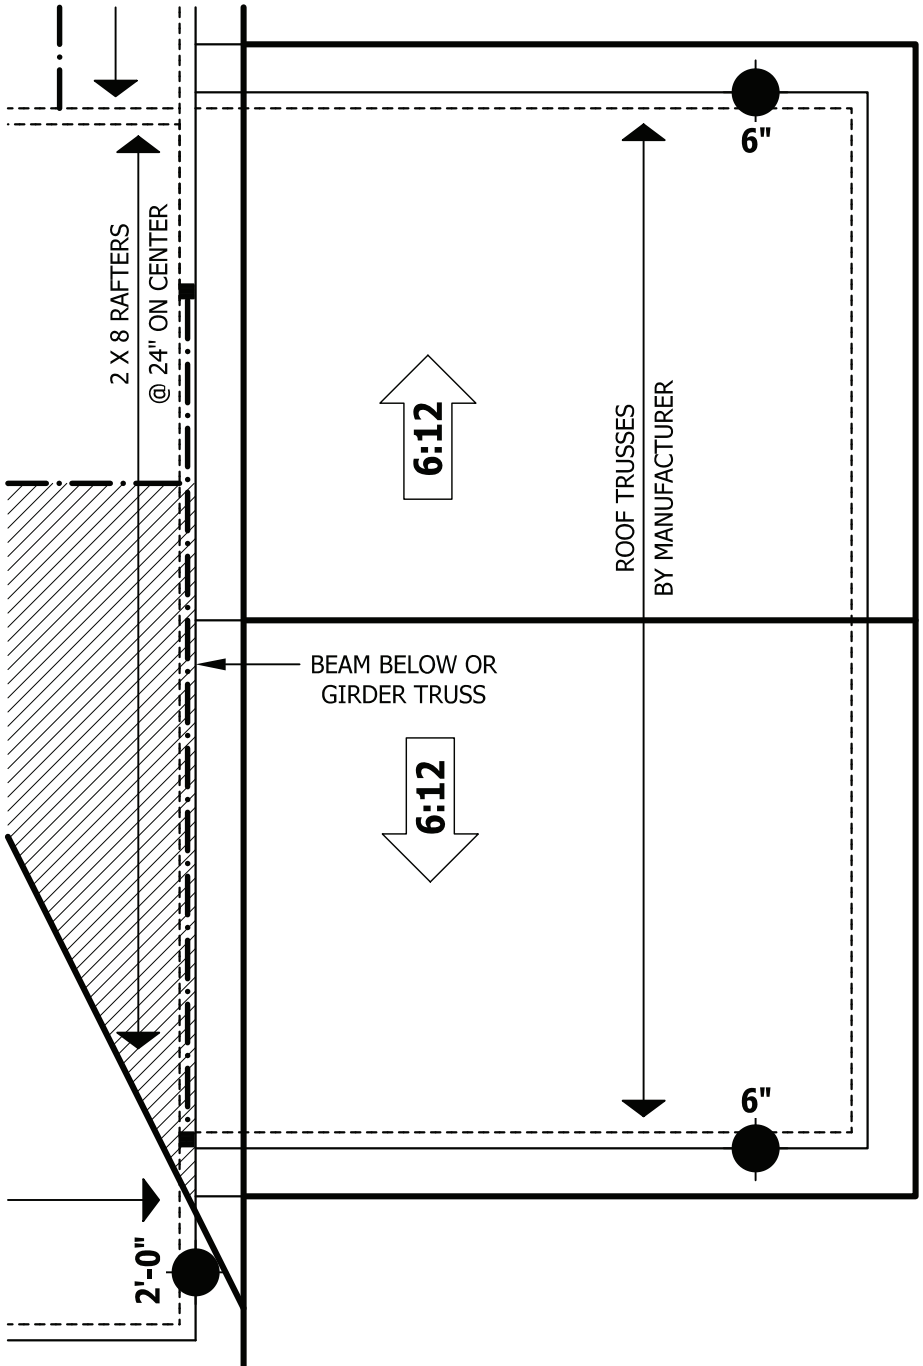 6"
2 X 8 RAFTERS
@ 24" ON CENTER
6:12
ROOF TRUSSES
BY MANUFACTURER
BEAM BELOW OR
GIRDER TRUSS
6:12
6"
2'-0"